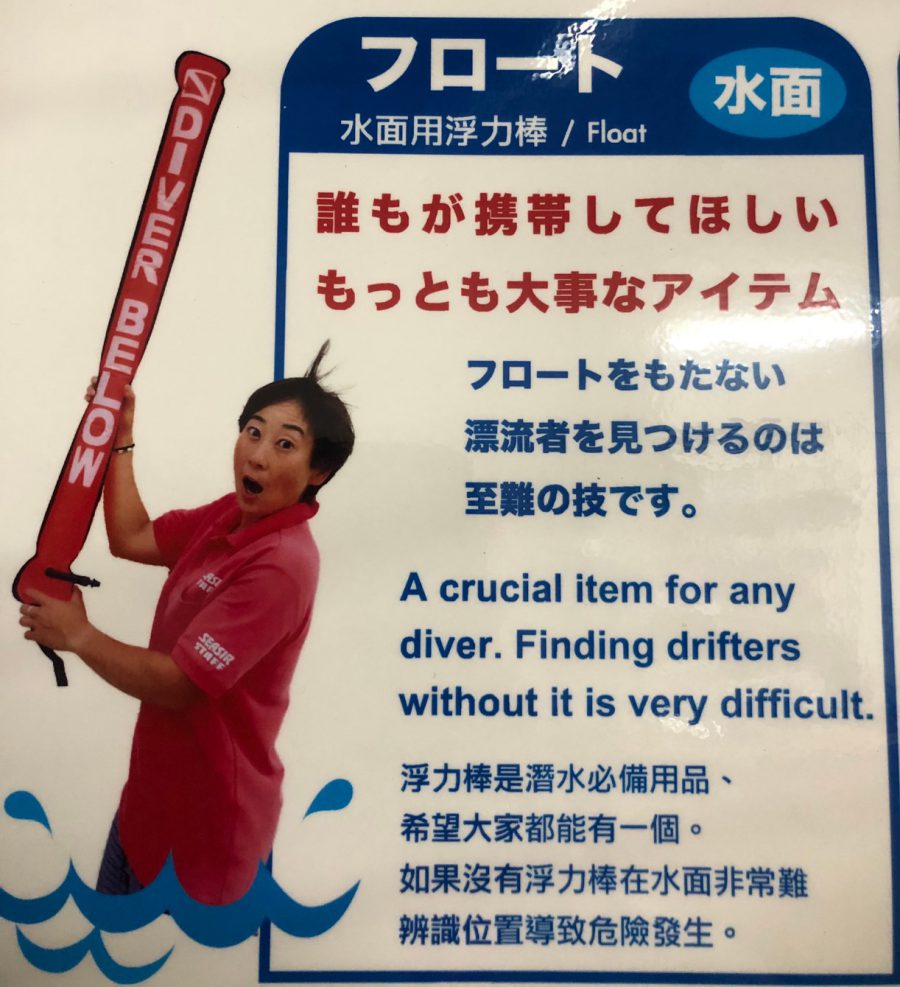 フロート
水面
水面用浮力棒 / Float
DIVER BELOW
誰もが携帯してほしい
もっとも大事なアイテム
フロートをもたない
漂流者を見つけるのは
至難の技です。
A crucial item for any
diver. Finding drifters
without it is very difficult.
SEASIR
STAFF
浮力棒是潛水必備用品、
希望大家都能有一個。
如果沒有浮力棒在水面非常難
辨識位置導致危險發生。